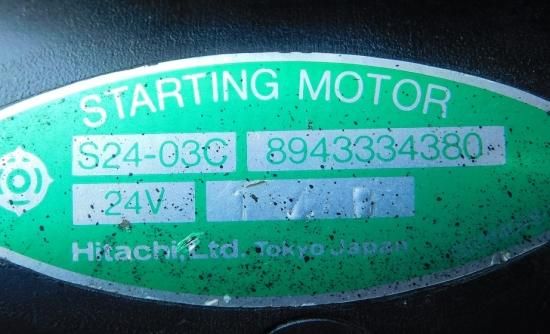 STARTING MOTOR
S24-03C 8943334380
24V
Hitachi, Ltd. Tokyo Japan